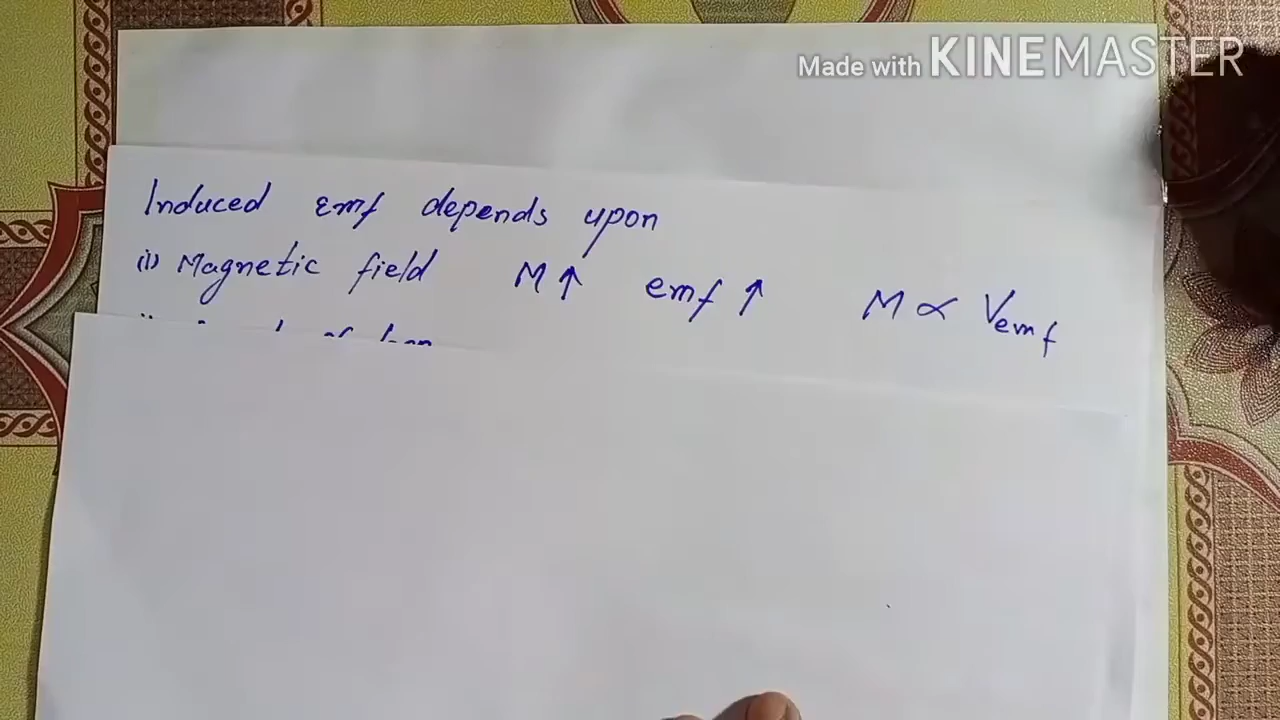 Made with KINEMASTER
Induced emf depends upon
(i) Magnetic field M↑ emf↑ M ∝ Vemf